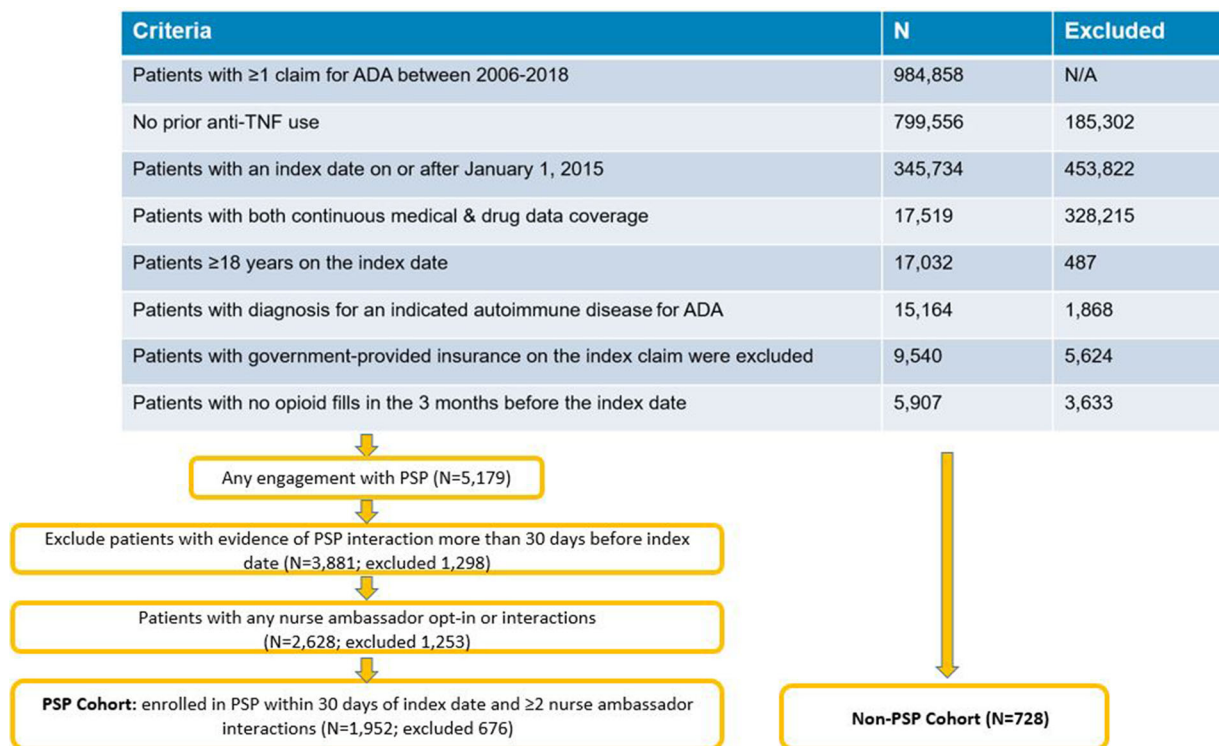 Criteria N Excluded
Patients with ≥1 claim for ADA between 2006-2018 984,858 N/A
No prior anti-TNF use 799,556 185,302
Patients with an index date on or after January 1, 2015 345,734 453,822
Patients with both continuous medical & drug data coverage 17,519 328,215
Patients ≥18 years on the index date 17,032 487
Patients with diagnosis for an indicated autoimmune disease for ADA 15,164 1,868
Patients with government-provided insurance on the index claim were excluded 9,540 5,624
Patients with no opioid fills in the 3 months before the index date 5,907 3,633
Any engagement with PSP (N=5,179)
Exclude patients with evidence of PSP interaction more than 30 days before index
date (N=3,881; excluded 1,298)
Patients with any nurse ambassador opt-in or interactions
(N=2,628; excluded 1,253)
PSP Cohort: enrolled in PSP within 30 days of index date and ≥2 nurse ambassador
interactions (N=1,952; excluded 676)
Non-PSP Cohort (N=728)